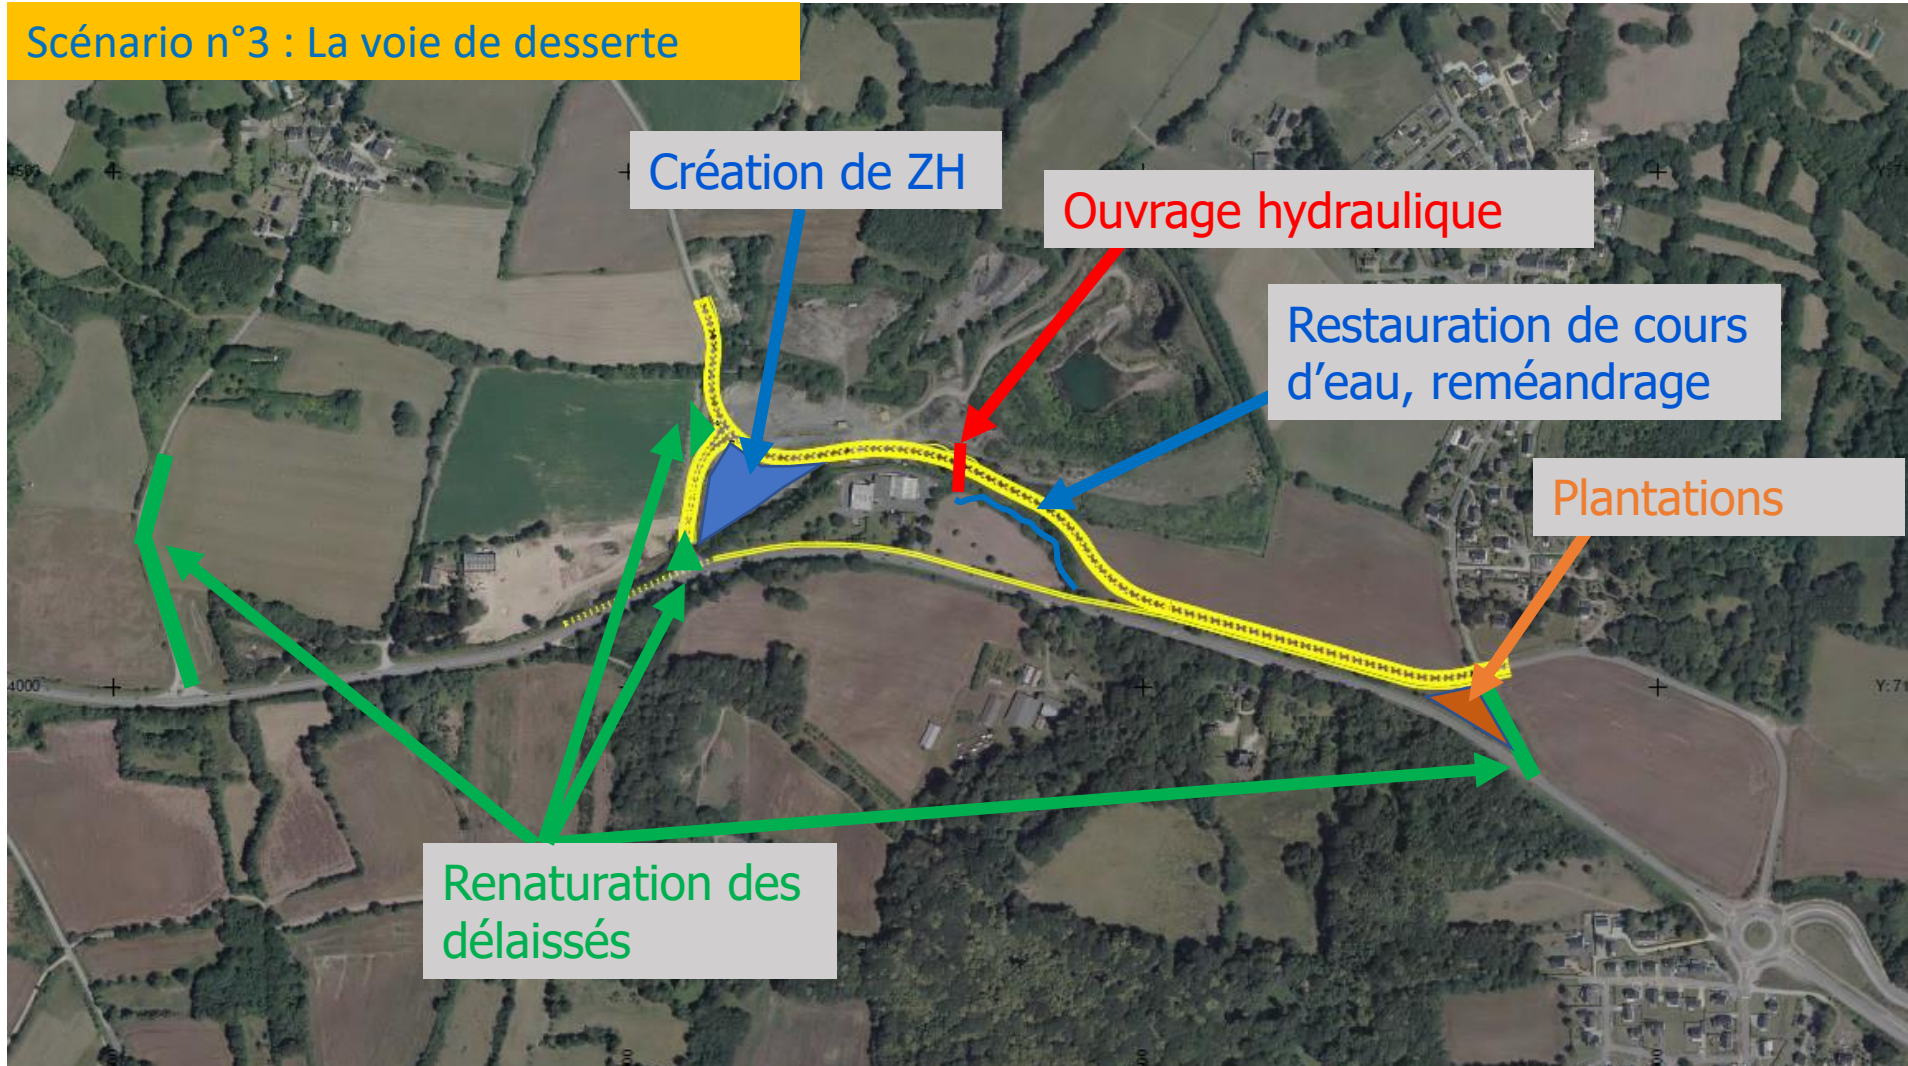 Scénario n°3 : La voie de desserte
Création de ZH
Ouvrage hydraulique
Restauration de cours
d’eau, reméandrage
Plantations
4000
Renaturation des
délaissés